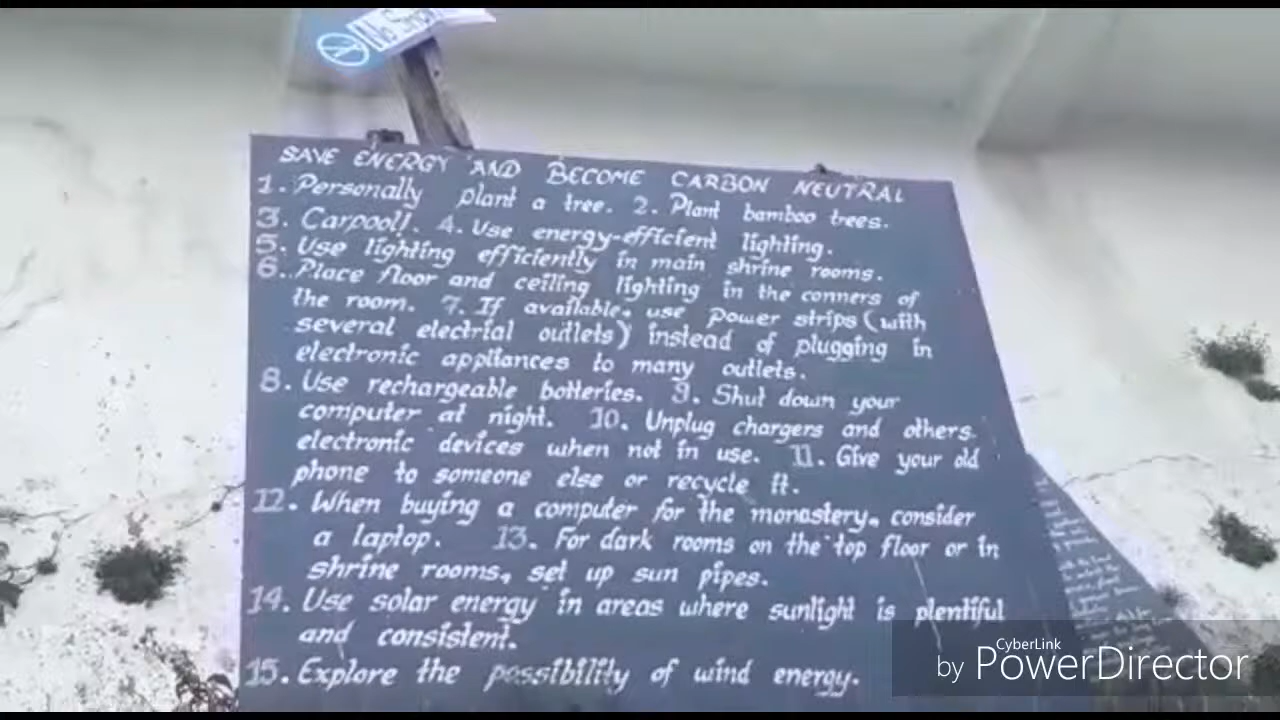 No
SAVE ENERGY AND BECOME CARBON NEUTRAL
1. Personally plant a tree. 2. Plant bamboo trees.
3. Carpool!. 4. Use energy-efficient lighting.
5. Use lighting efficiently in main shrine rooms.
6. Place floor and ceiling lighting in the conners of
the room. 7. If available, use power strips (with
several electrial outlets) instead of plugging in
electronic appliances to many outlets.
8. Use rechargeable botteries. 9. Shut down your
computer at night. 10. Unplug chargers and others
electronic devices when not in use. 11. Give your old
phone to someone else or recycle it.
12. When buying a computer for the monastery, consider
a laptop. 13. For dark rooms on the top floor or in
shrine rooms, set up sun pipes.
14. Use solar energy in areas where sunlight is plentiful
and consistent.
15. Explore the possibility of wind energy.
CyberLink
by PowerDirector